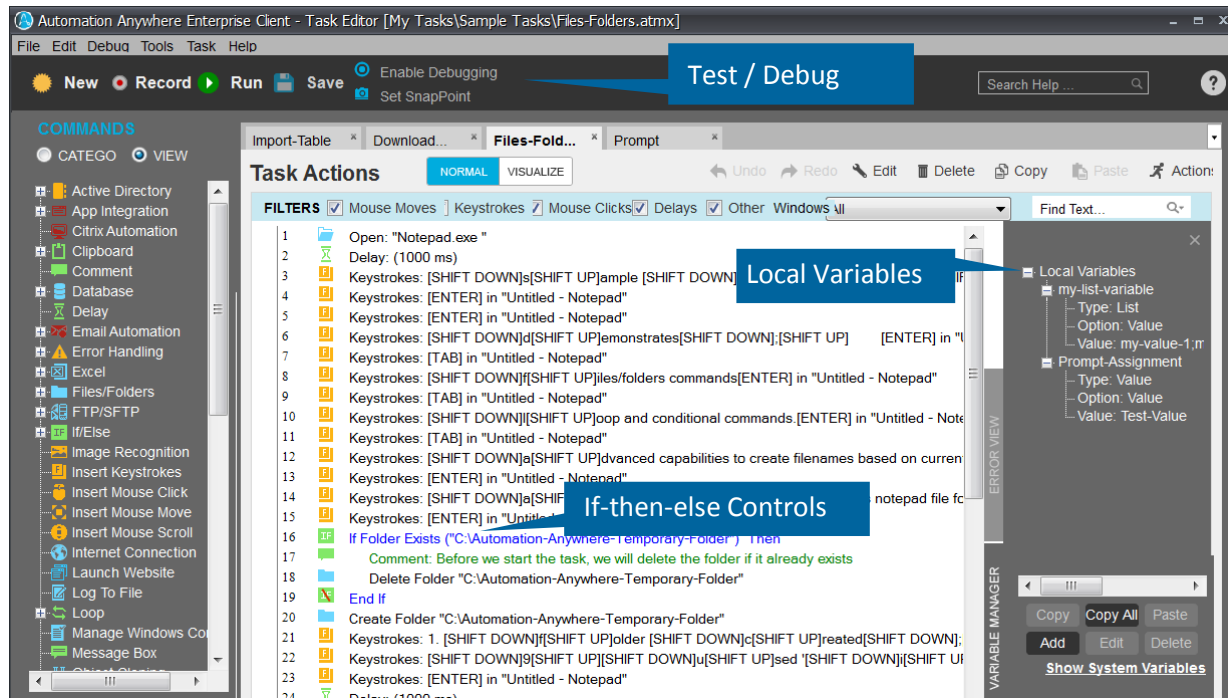 Automation Anywhere Enterprise Client - Task Editor [My Tasks\Sample Tasks\Files-Folders.atmx]
File Edit Debug Tools Task Help
New Record Run Save
Enable Debugging
Set SnapPoint
Test / Debug
Search Help ...
?
COMMANDS
CATEGO VIEW
Active Directory
App Integration
Citrix Automation
Clipboard
Comment
Database
Delay
Email Automation
Error Handling
Excel
Files/Folders
FTP/SFTP
If/Else
Image Recognition
Insert Keystrokes
Insert Mouse Click
Insert Mouse Move
Insert Mouse Scroll
Internet Connection
Launch Website
Log To File
Loop
Manage Windows Con
Message Box
Import-Table Download... Files-Fold... Prompt
Task Actions NORMAL VISUALIZE Undo Redo Edit Delete Copy Paste Actions
FILTERS Mouse Moves Keystrokes Mouse Clicks Delays Other Windows All Find Text...
1 Open: "Notepad.exe "
2 Delay: (1000 ms)
3 Keystrokes: [SHIFT DOWN]s[SHIFT UP]ample [SHIFT DOWN]
4 Keystrokes: [ENTER] in "Untitled - Notepad"
5 Keystrokes: [ENTER] in "Untitled - Notepad"
6 Keystrokes: [SHIFT DOWN]d[SHIFT UP]emonstrates[SHIFT DOWN];[SHIFT UP] [ENTER] in "U
7 Keystrokes: [TAB] in "Untitled - Notepad"
8 Keystrokes: [SHIFT DOWN]f[SHIFT UP]iles/folders commands[ENTER] in "Untitled - Notepad"
9 Keystrokes: [TAB] in "Untitled - Notepad"
10 Keystrokes: [SHIFT DOWN]l[SHIFT UP]oop and conditional commands.[ENTER] in "Untitled - Note
11 Keystrokes: [TAB] in "Untitled - Notepad"
12 Keystrokes: [SHIFT DOWN]a[SHIFT UP]dvanced capabilities to create filenames based on curren
13 Keystrokes: [ENTER] in "Untitled - Notepad"
14 Keystrokes: [SHIFT DOWN]a[SHIF notepad file fo
15 Keystrokes: [ENTER] in "Untitled
16 If Folder Exists ("C:\Automation-Anywhere-Temporary-Folder") Then
17 Comment: Before we start the task, we will delete the folder if it already exists
18 Delete Folder "C:\Automation-Anywhere-Temporary-Folder"
19 End If
20 Create Folder "C:\Automation-Anywhere-Temporary-Folder"
21 Keystrokes: 1. [SHIFT DOWN]f[SHIFT UP]older [SHIFT DOWN]c[SHIFT UP]reated[SHIFT DOWN];
22 Keystrokes: [SHIFT DOWN]9[SHIFT UP][SHIFT DOWN]u[SHIFT UP]sed '[SHIFT DOWN]i[SHIFT UP
23 Keystrokes: [ENTER] in "Untitled - Notepad"
24 Delay: (1000 ms)
Local Variables
If-then-else Controls
ERROR VIEW
VARIABLE MANAGER
Local Variables
my-list-variable
Type: List
Option: Value
Value: my-value-1;m
Prompt-Assignment
Type: Value
Option: Value
Value: Test-Value
Copy Copy All Paste
Add Edit Delete
Show System Variables